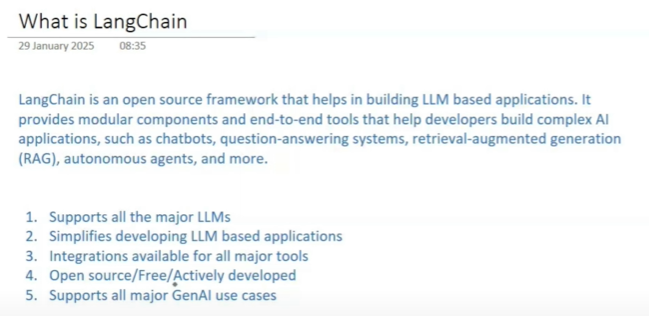 What is LangChain
29 January 2025 08:35
LangChain is an open source framework that helps in building LLM based applications. It
provides modular components and end-to-end tools that help developers build complex AI
applications, such as chatbots, question-answering systems, retrieval-augmented generation
(RAG), autonomous agents, and more.
1. Supports all the major LLMs
2. Simplifies developing LLM based applications
3. Integrations available for all major tools
4. Open source/Free/Actively developed
5. Supports all major GenAI use cases